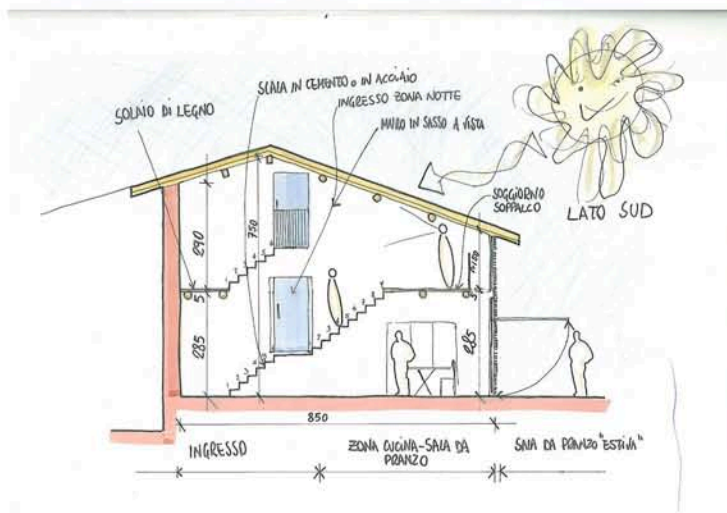 SCALA IN CEMENTO o IN ACCIAIO
INGRESSO ZONA NOTTE
SOLAIO DI LEGNO
MURO IN SASSO A VISTA
SOGGIORNO
SOPPALCO
LATO SUD
290
750
5
285
285
850
INGRESSO
ZONA CUCINA-SALA DA
PRANZO
SALA DA PRANZO "ESTIVA"